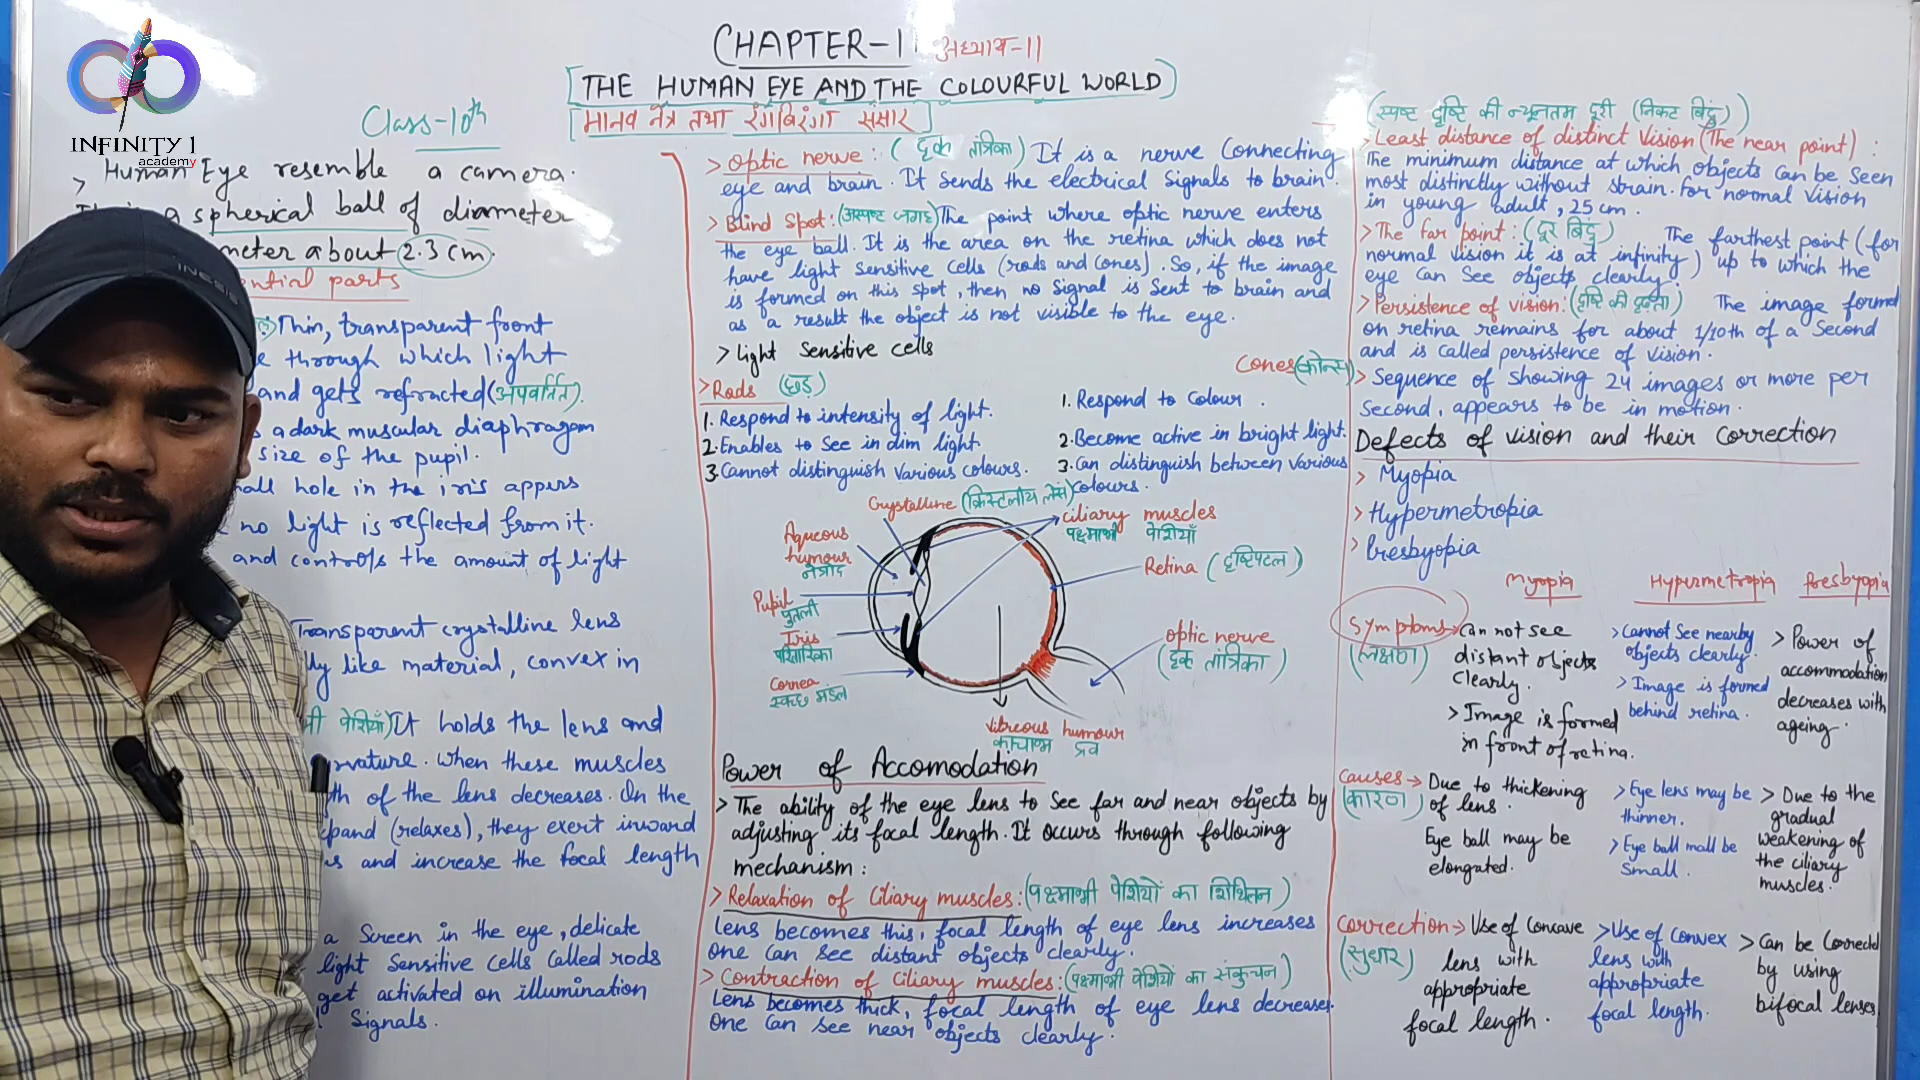 CHAPTER-11 अध्याय-11
[THE HUMAN EYE AND THE COLOURFUL WORLD]
[मानव नेत्र तथा रंगबिरंगा संसार]
INFINITY 1
academy
Class-10th
> Human Eye resemble a camera.
a spherical ball of diameter
meter about 2.3 cm.
ential parts
Thin, transparent front
through which light
and gets refracted (अपवर्तित).
a dark muscular diaphragm
size of the pupil.
hole in the iris appers
no light is reflected from it.
and controls the amount of light
Transparent crystalline lens
like material, convex in
पेशियाँ) It holds the lens and
When these muscles
of the lens decreases. On the
(relaxes), they exert inward
and increase the focal length
a Screen in the eye, delicate
light Sensitive cells called rods
get activated on illumination
Signals.
> Optic nerve: (दृक तंत्रिका) It is a nerve Connecting
eye and brain. It Sends the electrical Signals to brain.
> Blind Spot: (अस्पष्ट जगह) The point where optic nerve enters
the eye ball. It is the area on the retina which does not
have light Sensitive Cells (rods and Cones). So, if the image
is formed on this spot, then no signal is Sent to brain and
as a result the object is not visible to the eye.
> Light Sensitive cells
> Rods (छड़)
1. Respond to intensity of light.
2. Enables to See in dim light
3. Cannot distinguish Various colours.
Cones (कोन्स)
1. Respond to Colour.
2. Become active in bright light.
3. Can distinguish between Various
Colours.
Crystalline (क्रिस्टलीय लेंस)
Aqueous
humour
नेत्रोद
Pupil
पुतली
Iris
परितारिका
Cornea
स्वच्छ मंडल
ciliary muscles
पक्ष्माभी पेशियाँ
Retina (दृष्टिपटल)
optic nerve
(दृक तांत्रिका)
vitreous humour
काचाभ द्रव
Power of Accomodation
> The ability of the eye lens to See far and near objects by
adjusting its focal length. It occurs through following
mechanism:
> Relaxation of Ciliary muscles: (पक्ष्माभी पेशियों का शिथिलन)
Lens becomes this, focal length of eye lens increases
one can see distant objects clearly.
> Contraction of Ciliary muscles: (पक्ष्माभी पेशियों का संकुचन)
Lens becomes thick, focal length of eye lens decreases.
One Can See near objects clearly.
(स्पष्ट दृष्टि की न्यूनतम दूरी (निकट बिंदु))
> Least distance of distinct Vision (The near point):
The minimum distance at which objects Can be Seen
most distinctly without strain. for normal Vision
in young adult, 25 cm.
> The far point: (दूर बिंदु) The farthest point (for
normal vision it is at infinity) up to which the
eye can See objects clearly.
> Persistence of vision: The image formed
on retina remains for about 1/10th of a Second
and is called persistence of vision.
> Sequence of Showing 24 images or more per
Second, appears to be in motion.
Defects of vision and their Correction
> Myopia
> Hypermetropia
> Presbyopia
Myopia Hypermetropia Presbyopia
Symptoms
(लक्षण)
Can not see
distant objects
clearly.
> Image is formed
in front of retina.
> Cannot See nearby
objects clearly.
> Image is formed
behind retina.
> Power of
accommodation
decreases with
ageing.
Causes
(कारण)
Due to thickening
of lens.
Eye ball may be
elongated.
> Eye lens may be
thinner.
> Eye ball mall be
Small.
> Due to the
gradual
weakening of
the ciliary
muscles.
Correction
(सुधार)
Use of Concave
lens with
appropriate
focal length.
> Use of Convex
lens with
appropriate
focal length.
> Can be Corrected
by using
bifocal lenses